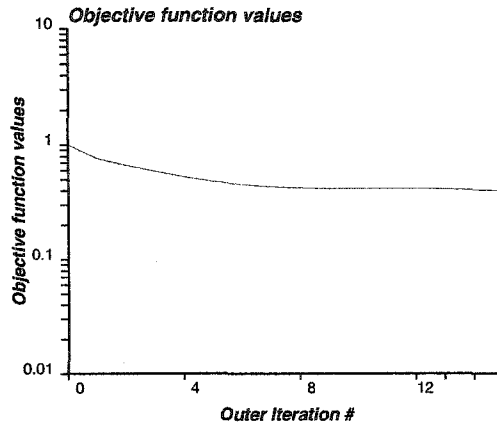 Objective function values
10
1
0.1
0.01
Objective function values
0
4
8
12
Outer Iteration #